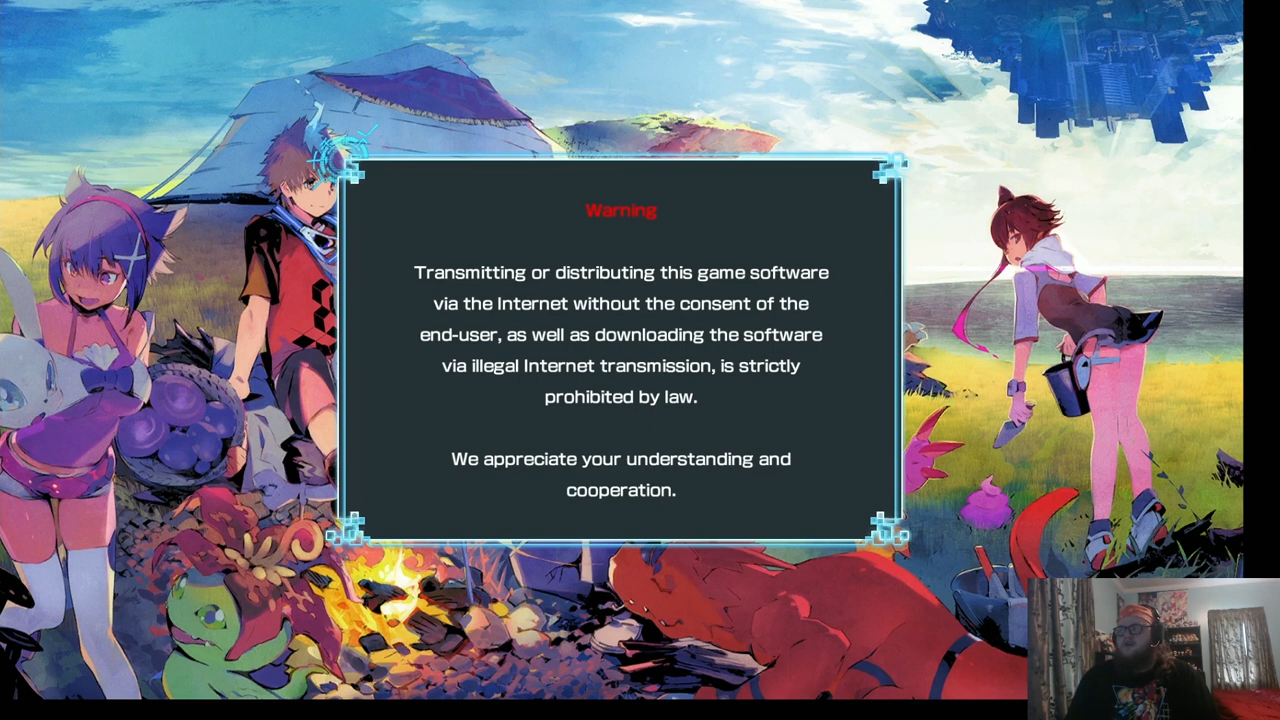 Warning
Transmitting or distributing this game software
via the Internet without the consent of the
end-user, as well as downloading the software
via illegal Internet transmission, is strictly
prohibited by law.
We appreciate your understanding and
cooperation.